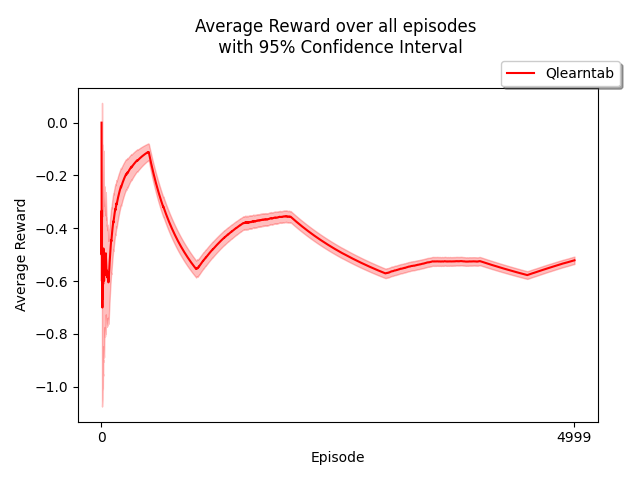 Average Reward over all episodes
with 95% Confidence Interval
Qlearntab
0.0
−0.2
−0.4
−0.6
−0.8
−1.0
Average Reward
0
4999
Episode